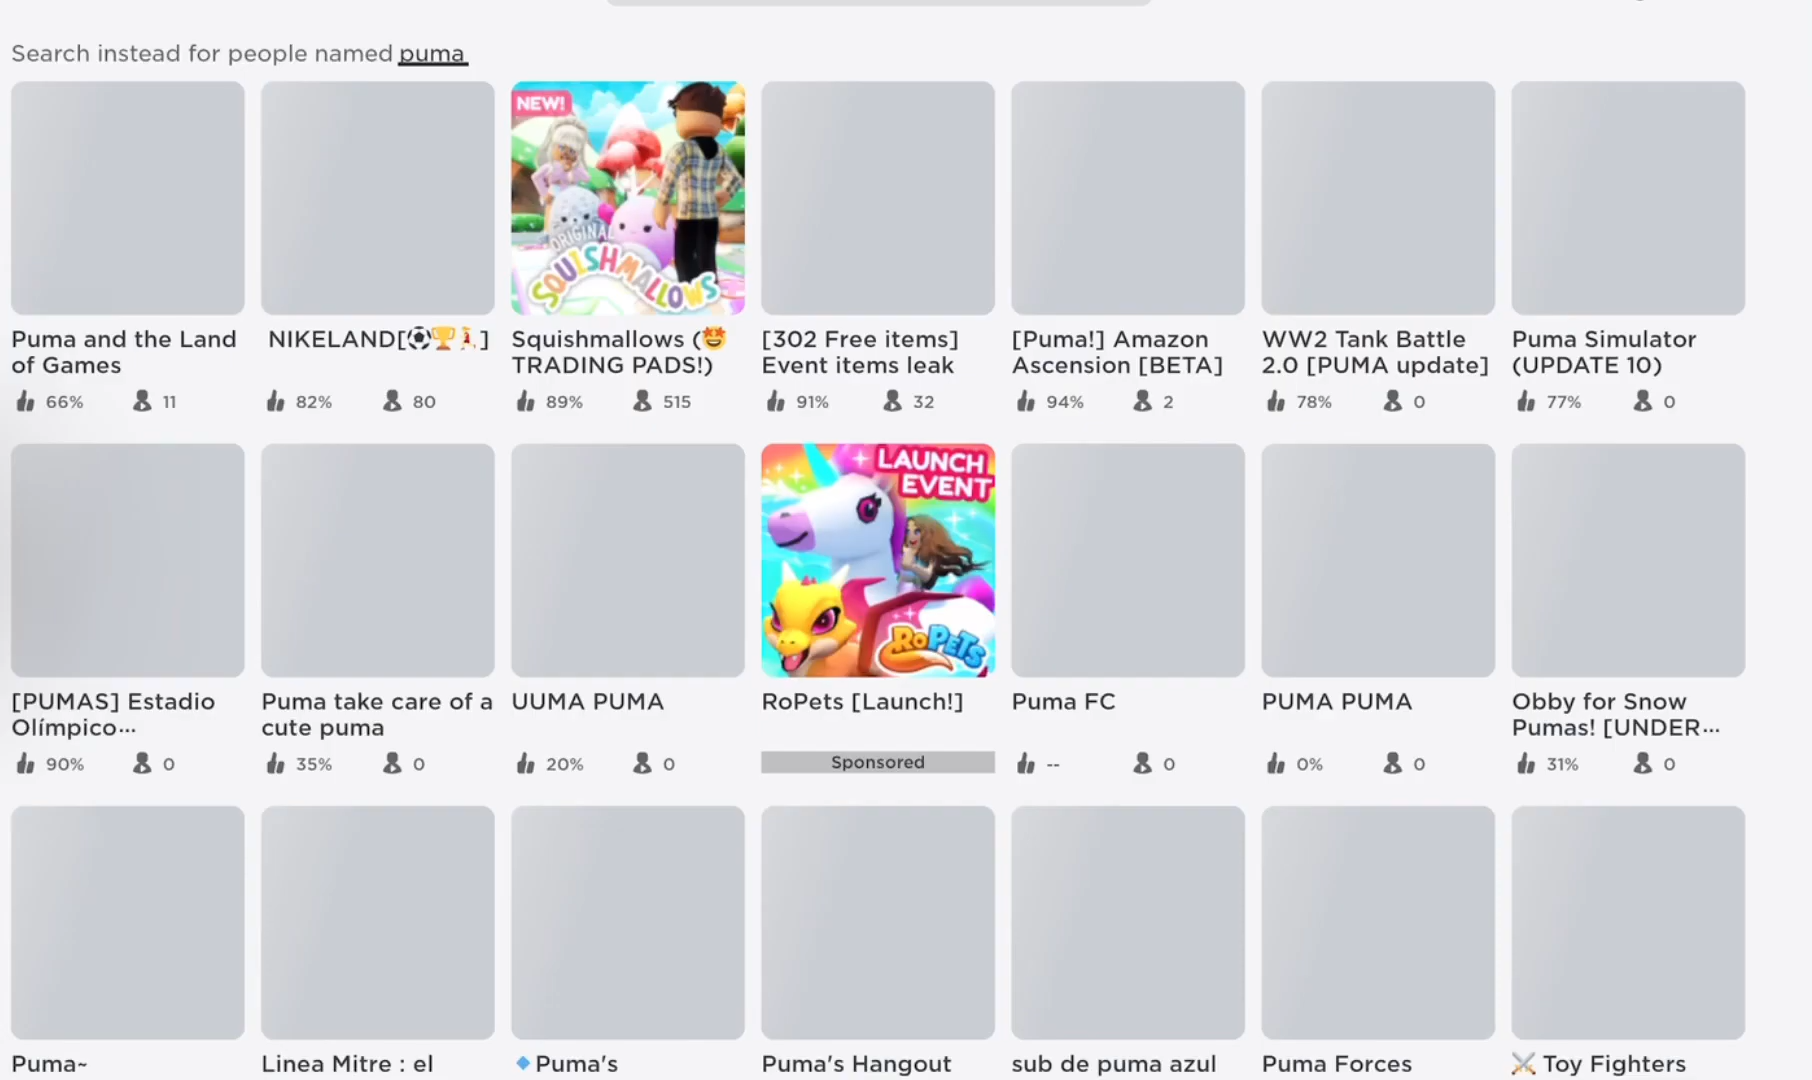 Search instead for people named puma
NEW!
ORIGINAL
SQUISHMALLOWS
Puma and the Land
of Games
66% 11
NIKELAND[⚽🏆💃]
82% 80
Squishmallows (🤩
TRADING PADS!)
89% 515
[302 Free items]
Event items leak
91% 32
[Puma!] Amazon
Ascension [BETA]
94% 2
WW2 Tank Battle
2.0 [PUMA update]
78% 0
Puma Simulator
(UPDATE 10)
77% 0
LAUNCH
EVENT
ROPETS
[PUMAS] Estadio
Olímpico···
90% 0
Puma take care of a
cute puma
35% 0
UUMA PUMA
20% 0
RoPets [Launch!]
Sponsored
Puma FC
-- 0
PUMA PUMA
0% 0
Obby for Snow
Pumas! [UNDER···
31% 0
Puma~
Linea Mitre : el
🔹Puma's
Puma's Hangout
sub de puma azul
Puma Forces
⚔️ Toy Fighters